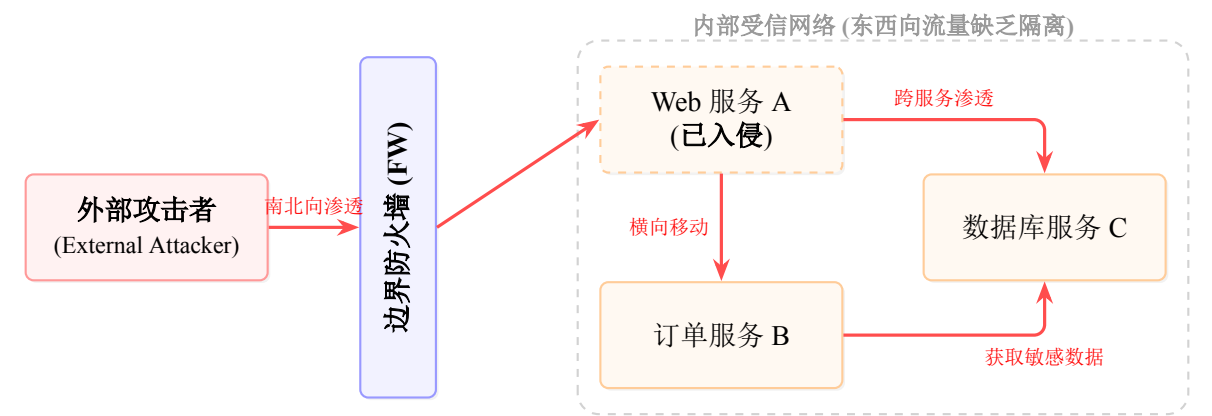 内部受信网络 (东西向流量缺乏隔离)
Web 服务 A
(已入侵)
跨服务渗透
外部攻击者
(External Attacker)
南北向渗透
边界防火墙 (FW)
横向移动
数据库服务 C
订单服务 B
获取敏感数据